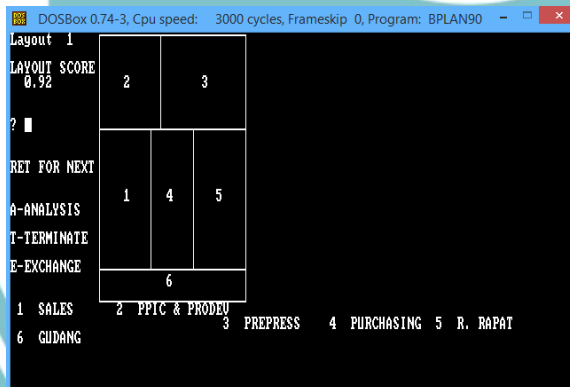 DOSBox 0.74-3, Cpu speed: 3000 cycles, Frameskip 0, Program: BPLAN90
Layout 1
LAYOUT SCORE
0.92
2 3
? 
RET FOR NEXT
1 4 5
A-ANALYSIS
T-TERMINATE
E-EXCHANGE
6
1 SALES 2 PPIC & PRODEV
3 PREPRESS 4 PURCHASING 5 R. RAPAT
6 GUDANG